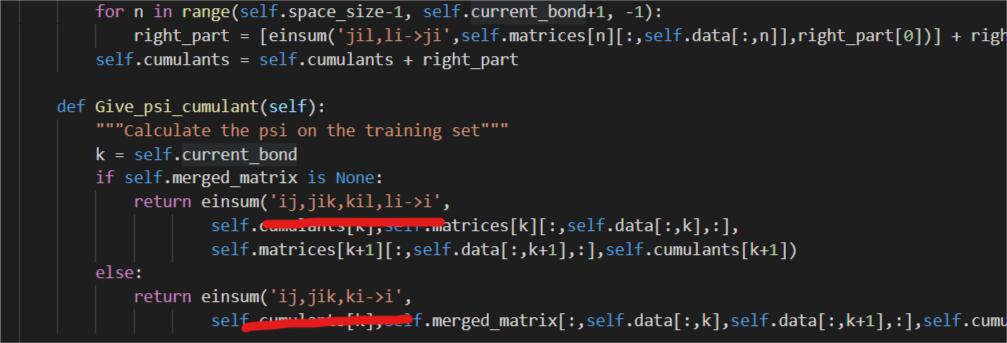 for n in range(self.space_size-1, self.current_bond+1, -1):
right_part = [einsum('jil,li->ji',self.matrices[n][:,self.data[:,n]],right_part[0])] + righ
self.cumulants = self.cumulants + right_part
def Give_psi_cumulant(self):
"""Calculate the psi on the training set"""
k = self.current_bond
if self.merged_matrix is None:
return einsum('ij,jik,kil,li->i',
self.cumulants[k],self.matrices[k][:,self.data[:,k],:],
self.matrices[k+1][:,self.data[:,k+1],:],self.cumulants[k+1])
else:
return einsum('ij,jik,ki->i',
self.cumulants[k],self.merged_matrix[:,self.data[:,k],self.data[:,k+1],:],self.cumu